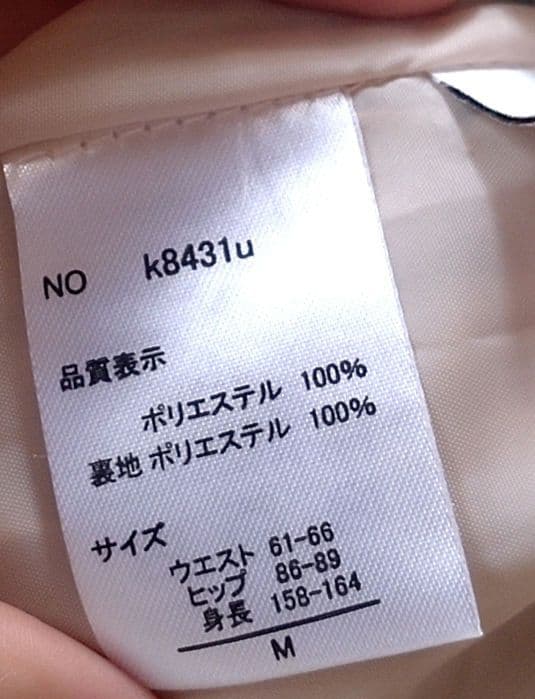 NO k8431u
品質表示
ポリエステル 100%
裏地 ポリエステル 100%
サイズ
ウエスト 61-66
ヒップ 86-89
身長 158-164
M